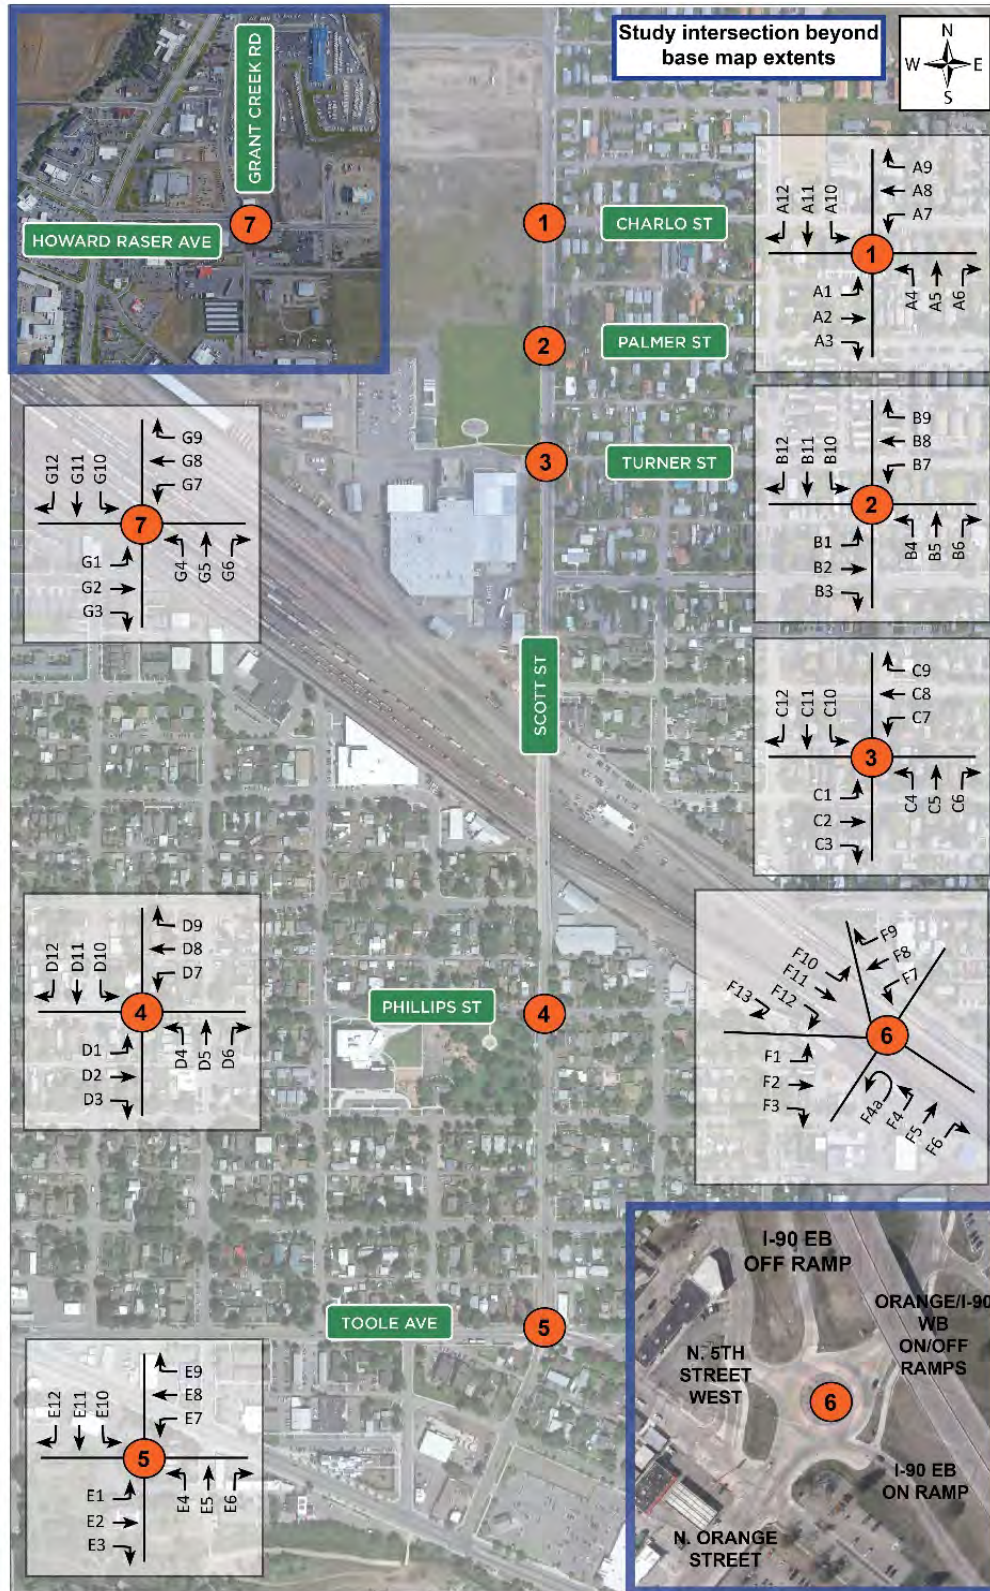 Study intersection beyond
base map extents
N
W
E
S
GRANT CREEK RD
HOWARD RASER AVE
7
1
CHARLO ST
2
PALMER ST
3
TURNER ST
SCOTT ST
PHILLIPS ST
4
TOOLE AVE
5
A12
A11
A10
A9
A8
A7
1
A1
A2
A3
A4
A5
A6
B12
B11
B10
B9
B8
B7
2
B1
B2
B3
B4
B5
B6
G12
G11
G10
G9
G8
G7
7
G1
G2
G3
G4
G5
G6
C12
C11
C10
C9
C8
C7
3
C1
C2
C3
C4
C5
C6
D12
D11
D10
D9
D8
D7
4
D1
D2
D3
D4
D5
D6
F9
F8
F7
F10
F11
F12
F13
6
F1
F2
F3
F4a
F4
F5
F6
E12
E11
E10
E9
E8
E7
5
E1
E2
E3
E4
E5
E6
I-90 EB
OFF RAMP
ORANGE/I-90
WB
ON/OFF
RAMPS
N. 5TH
STREET
WEST
6
I-90 EB
ON RAMP
N. ORANGE
STREET